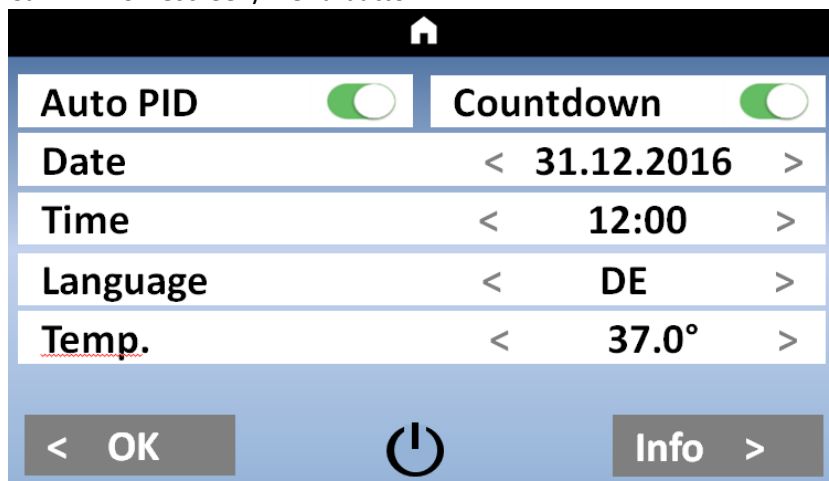 Auto PID Countdown
Date < 31.12.2016 >
Time < 12:00 >
Language < DE >
Temp. < 37.0° >
< OK Info >